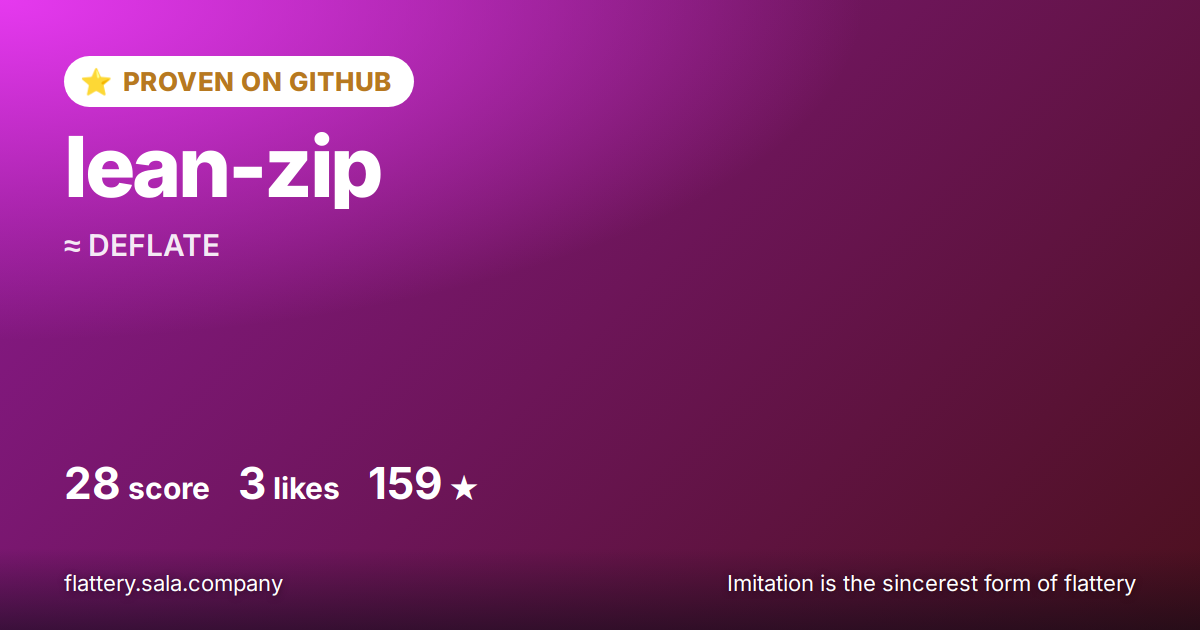 ⭐ PROVEN ON GITHUB
lean-zip
≈ DEFLATE
28 score 3 likes 159 ★
flattery.sala.company
Imitation is the sincerest form of flattery